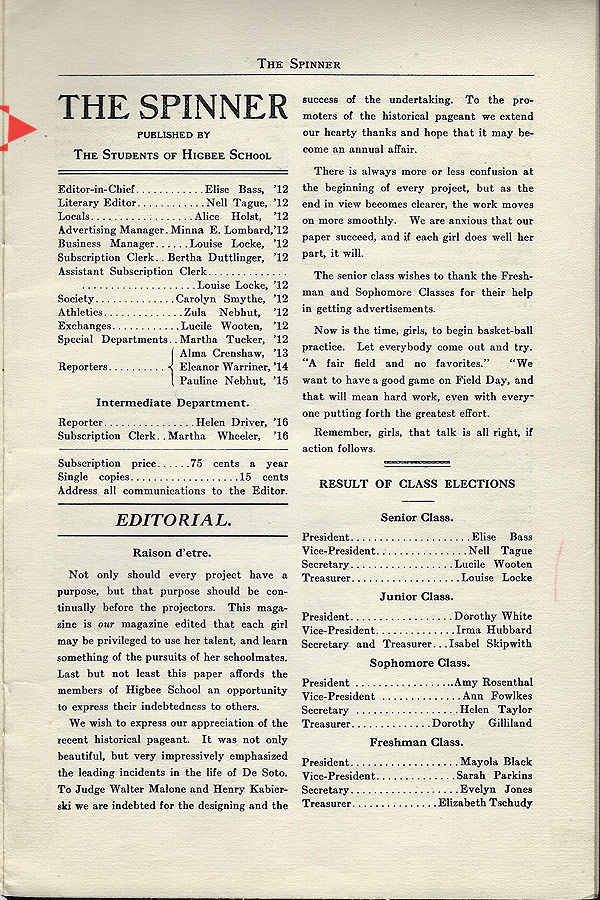 THE SPINNER
THE SPINNER
PUBLISHED BY
THE STUDENTS OF HIGBEE SCHOOL
Editor-in-Chief............Elise Bass, '12
Literary Editor............Nell Tague, '12
Locals..................Alice Holst, '12
Advertising Manager.Minna E. Lombard,'12
Business Manager......Louise Locke, '12
Subscription Clerk..Bertha Duttlinger, '12
Assistant Subscription Clerk..............
....................Louise Locke, '12
Society..............Carolyn Smythe, '12
Athletics..............Zula Nebhut, '12
Exchanges............Lucile Wooten, '12
Special Departments..Martha Tucker, '12
Alma Crenshaw, '13
Reporters..........Eleanor Warriner, '14
Pauline Nebhut, '15
Intermediate Department.
Reporter................Helen Driver, '16
Subscription Clerk..Martha Wheeler, '16
Subscription price......75 cents a year
Single copies...................15 cents
Address all communications to the Editor.
EDITORIAL.
Raison d'etre.
Not only should every project have a
purpose, but that purpose should be con-
tinually before the projectors. This maga-
zine is our magazine edited that each girl
may be privileged to use her talent, and learn
something of the pursuits of her schoolmates.
Last but not least this paper affords the
members of Higbee School an opportunity
to express their indebtedness to others.
We wish to express our appreciation of the
recent historical pageant. It was not only
beautiful, but very impressively emphasized
the leading incidents in the life of De Soto.
To Judge Walter Malone and Henry Kabier-
ski we are indebted for the designing and the
success of the undertaking. To the pro-
moters of the historical pageant we extend
our hearty thanks and hope that it may be-
come an annual affair.
There is always more or less confusion at
the beginning of every project, but as the
end in view becomes clearer, the work moves
on more smoothly. We are anxious that our
paper succeed, and if each girl does well her
part, it will.
The senior class wishes to thank the Fresh-
man and Sophomore Classes for their help
in getting advertisements.
Now is the time, girls, to begin basket-ball
practice. Let everybody come out and try.
"A fair field and no favorites." "We
want to have a good game on Field Day, and
that will mean hard work, even with every-
one putting forth the greatest effort.
Remember, girls, that talk is all right, if
action follows.
RESULT OF CLASS ELECTIONS
Senior Class.
President.....................Elise Bass
Vice-President................Nell Tague
Secretary...................Lucile Wooten
Treasurer...................Louise Locke
Junior Class.
President..................Dorothy White
Vice-President..............Irma Hubbard
Secretary and Treasurer...Isabel Skipwith
Sophomore Class.
President .................Amy Rosenthal
Vice-President ..............Ann Fowlkes
Secretary ...................Helen Taylor
Treasurer..............Dorothy Gilliland
Freshman Class.
President...................Mayola Black
Vice-President..............Sarah Parkins
Secretary...................Evelyn Jones
Treasurer...............Elizabeth Tschudy